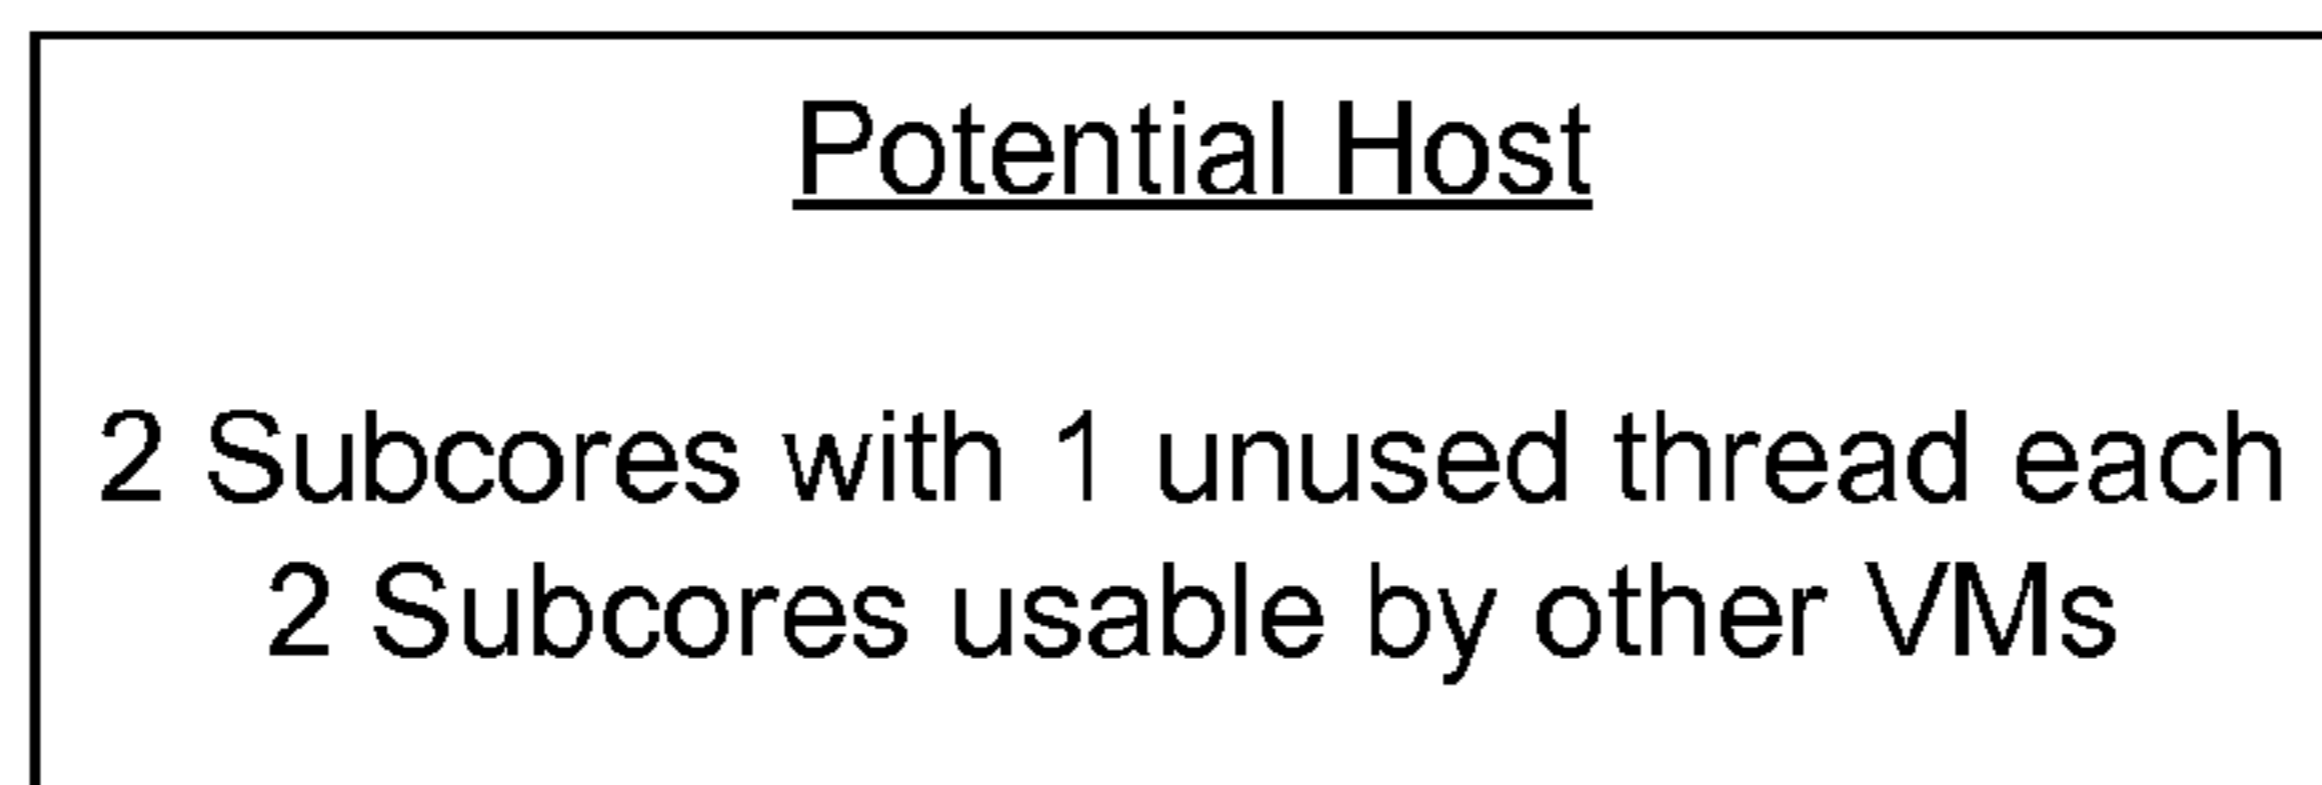 Potential Host
2 Subcores with 1 unused thread each
2 Subcores usable by other VMs